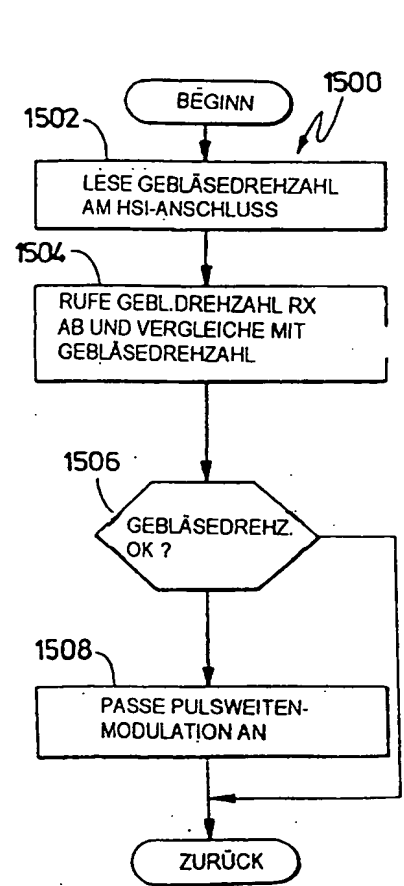 1500
BEGINN
1502
LESE GEBLÄSEDREHZAHL
AM HSI-ANSCHLUSS
1504
RUFE GEBL.DREHZAHL RX
AB UND VERGLEICHE MIT
GEBLÄSEDREHZAHL
1506
GEBLÄSEDREHZ.
OK ?
1508
PASSE PULSWEITEN-
MODULATION AN
ZURÜCK